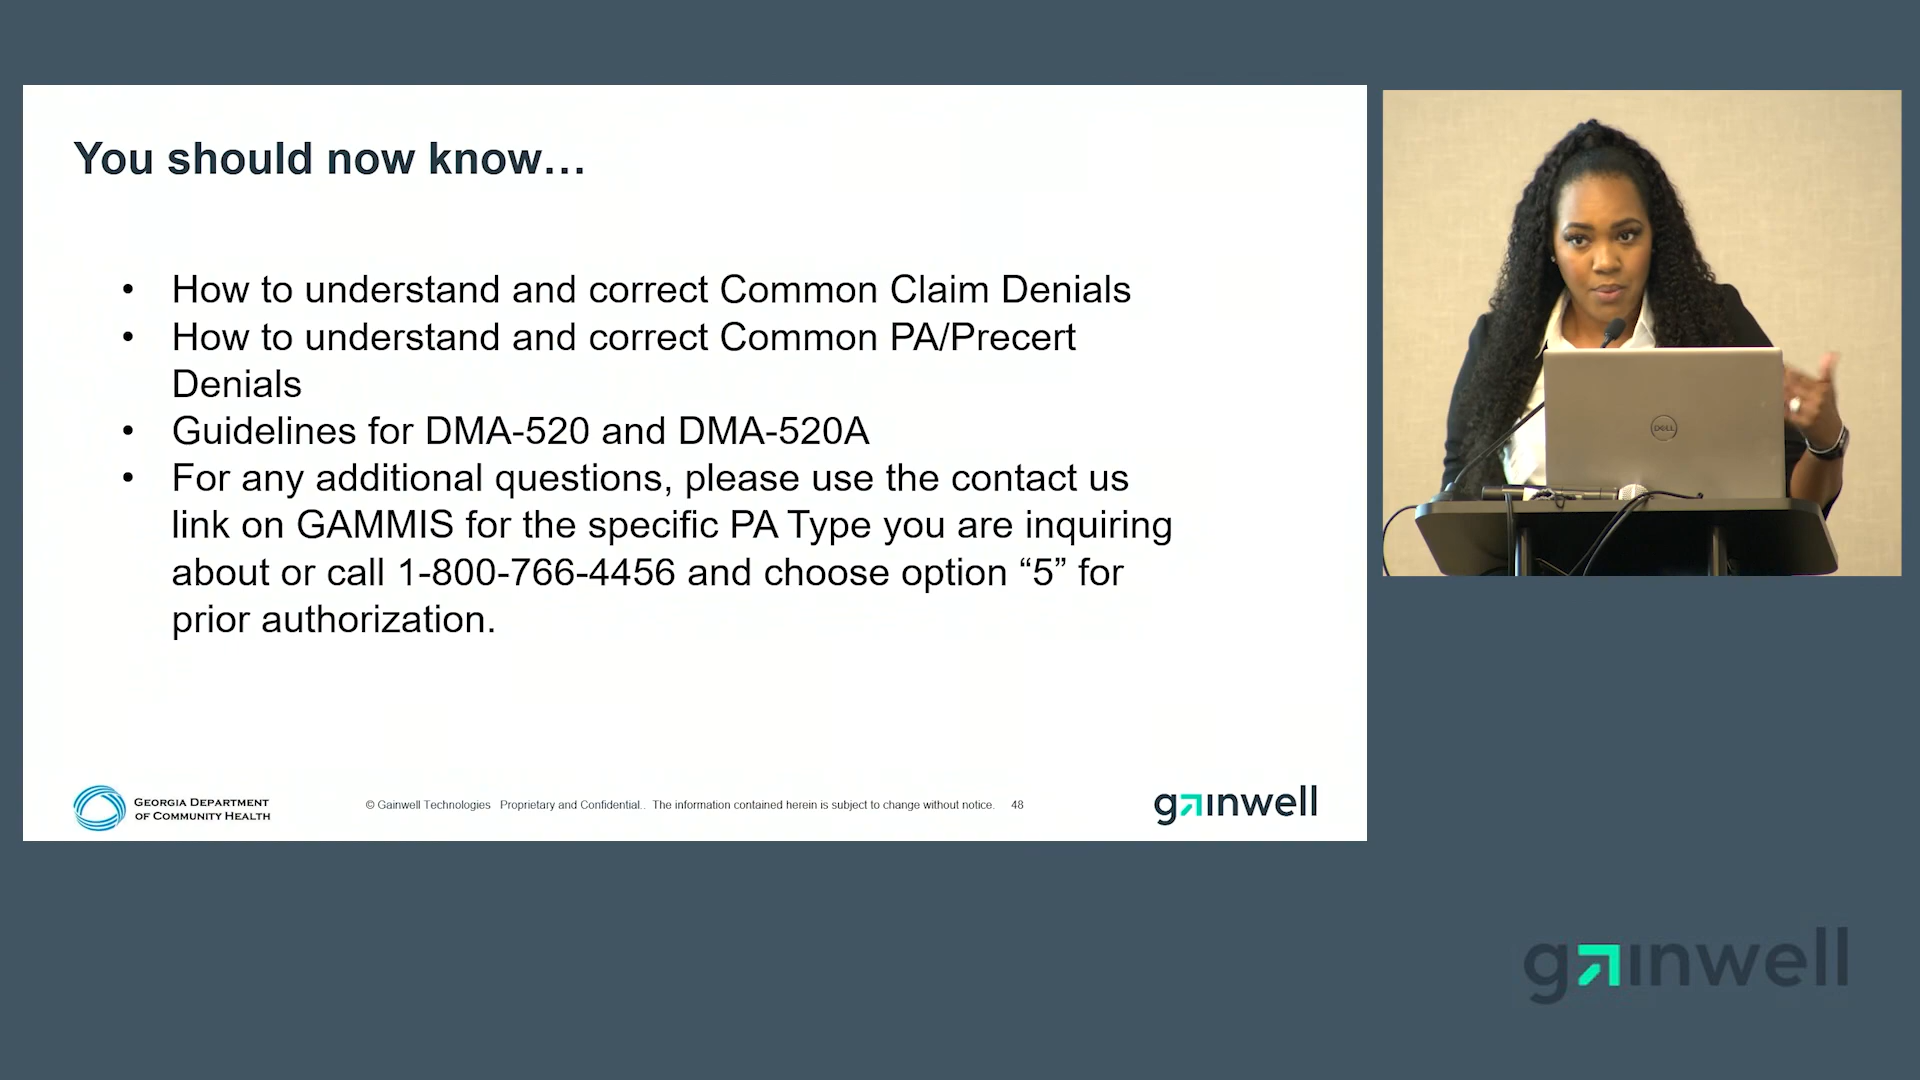 You should now know…
• How to understand and correct Common Claim Denials
• How to understand and correct Common PA/Precert
Denials
• Guidelines for DMA-520 and DMA-520A
• For any additional questions, please use the contact us
link on GAMMIS for the specific PA Type you are inquiring
about or call 1-800-766-4456 and choose option “5” for
prior authorization.
GEORGIA DEPARTMENT
OF COMMUNITY HEALTH
© Gainwell Technologies Proprietary and Confidential.. The information contained herein is subject to change without notice. 48
gainwell
DELL
gainwell